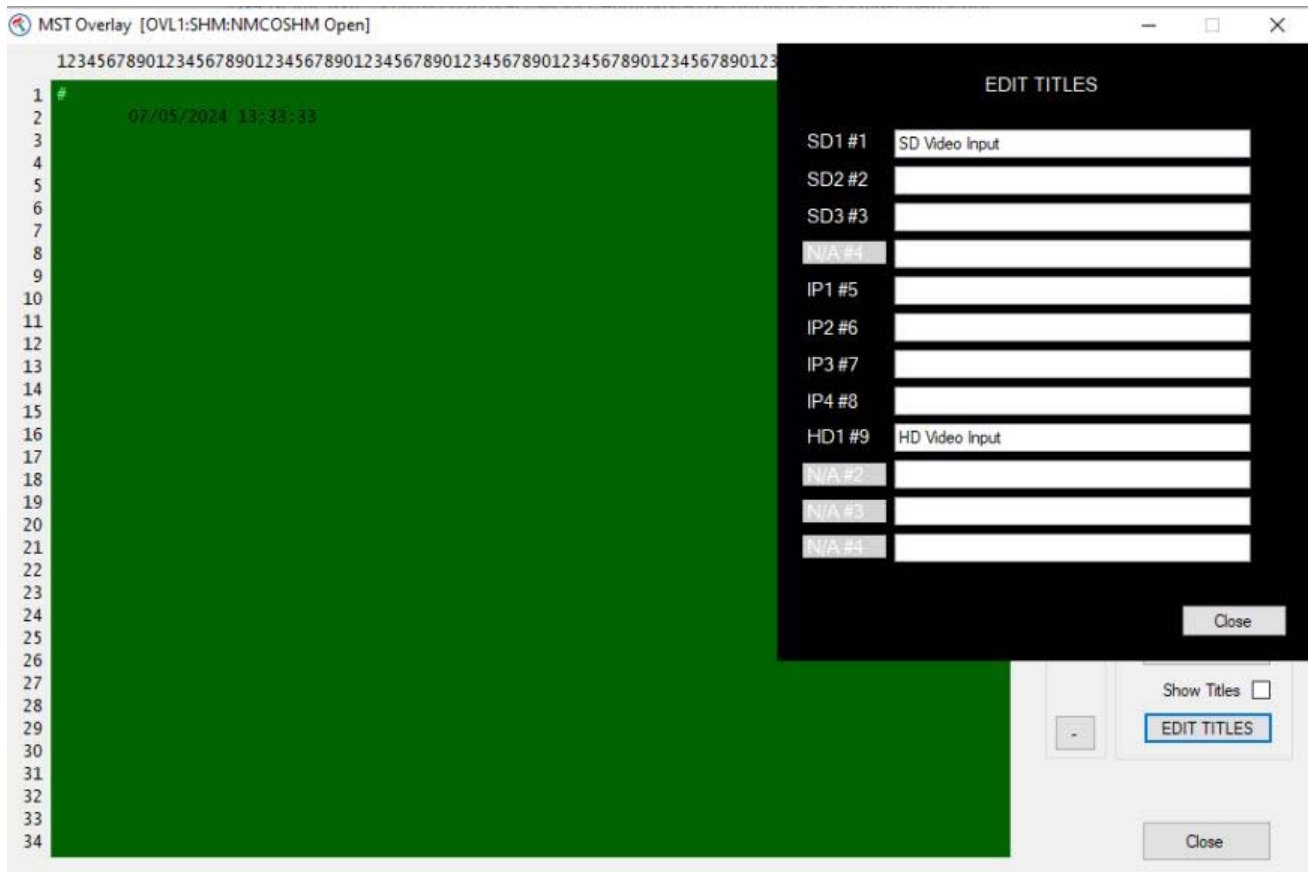 MST Overlay [OVL1:SHM:NMCOSHM Open]
1234567890123456789012345678901234567890123456789012345678901234567890123
EDIT TITLES
1 #
2 07/05/2024 13:33:33
3
4
5
6
7
8
9
10
11
12
13
14
15
16
17
18
19
20
21
22
23
24
25
26
27
28
29
30
31
32
33
34
SD1 #1 SD Video Input
SD2 #2
SD3 #3
N/A #4
IP1 #5
IP2 #6
IP3 #7
IP4 #8
HD1 #9 HD Video Input
N/A #2
N/A #3
N/A #4
Close
Show Titles
- EDIT TITLES
Close